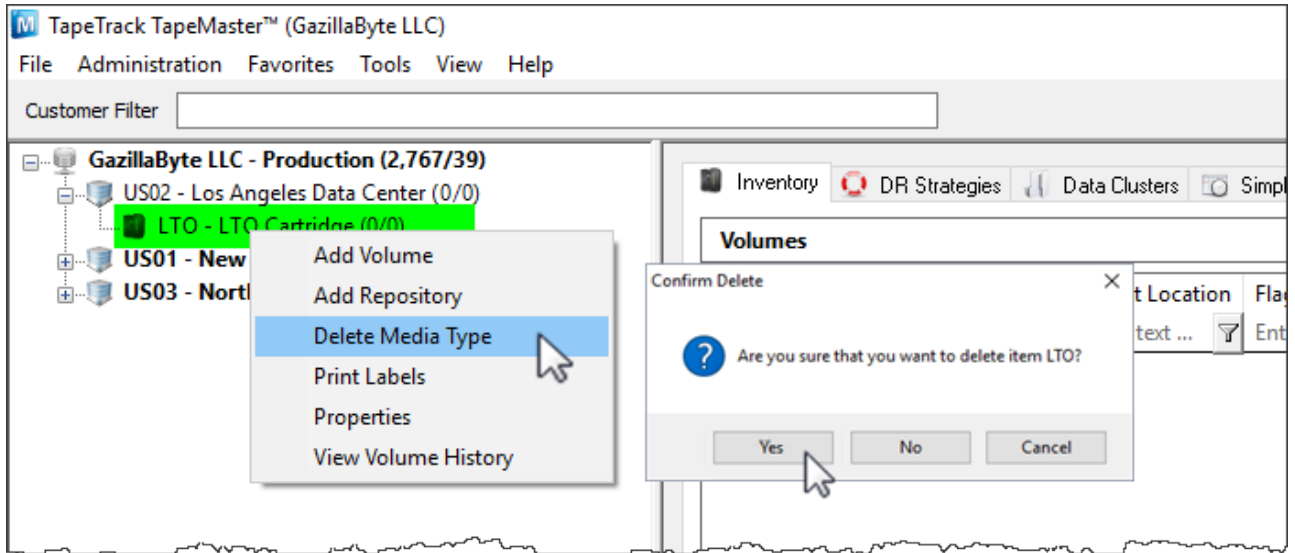 TapeTrack TapeMaster™ (GazillaByte LLC)
File Administration Favorites Tools View Help
Customer Filter
GazillaByte LLC - Production (2,767/39)
US02 - Los Angeles Data Center (0/0)
LTO - LTO Cartridge (0/0)
US01 - New
US03 - North
Add Volume
Add Repository
Delete Media Type
Print Labels
Properties
View Volume History
Inventory DR Strategies Data Clusters Simpl
Volumes
t Location Flag
text ... Ent
Confirm Delete
Are you sure that you want to delete item LTO?
Yes No Cancel